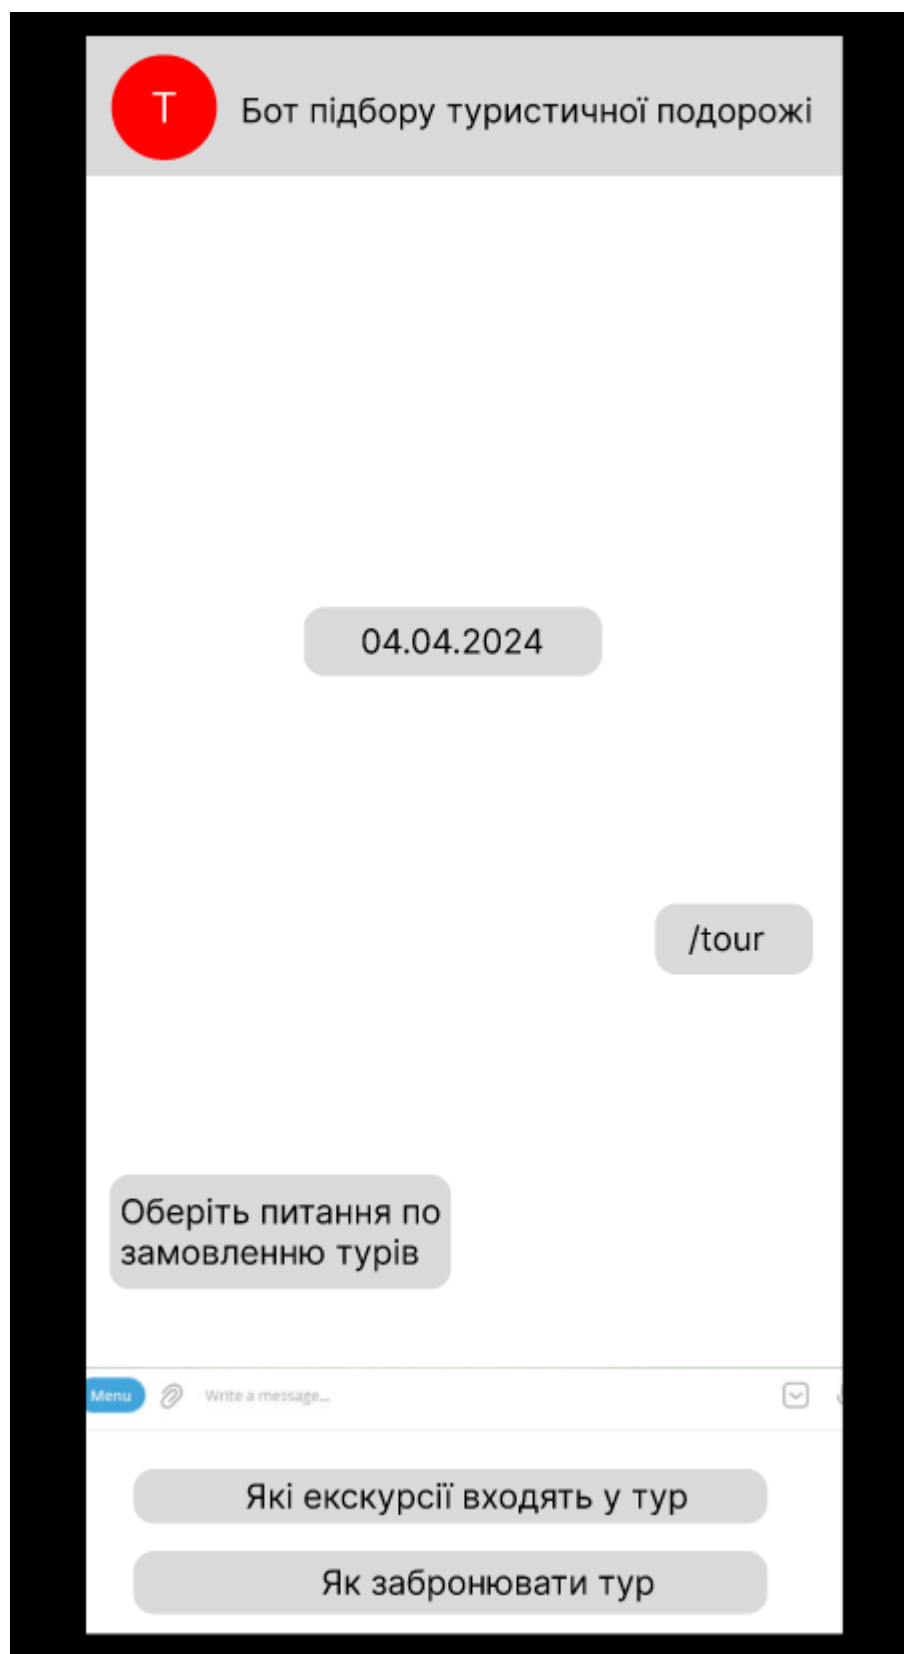 Т
Бот підбору туристичної подорожі
04.04.2024
/tour
Оберіть питання по
замовленню турів
Menu
Write a message...
Які екскурсії входять у тур
Як забронювати тур